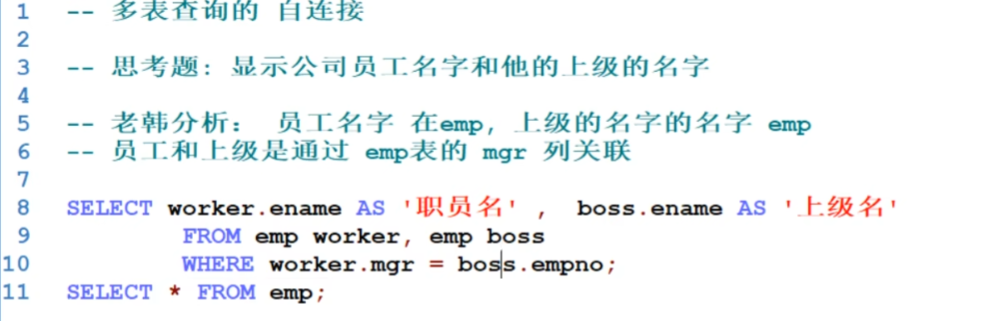 1 -- 多表查询的 自连接
2
3 -- 思考题: 显示公司员工名字和他的上级的名字
4
5 -- 老韩分析: 员工名字 在emp, 上级的名字的名字 emp
6 -- 员工和上级是通过 emp表的 mgr 列关联
7
8 SELECT worker.ename AS '职员名' , boss.ename AS '上级名'
9 FROM emp worker, emp boss
10 WHERE worker.mgr = boss.empno;
11 SELECT * FROM emp;